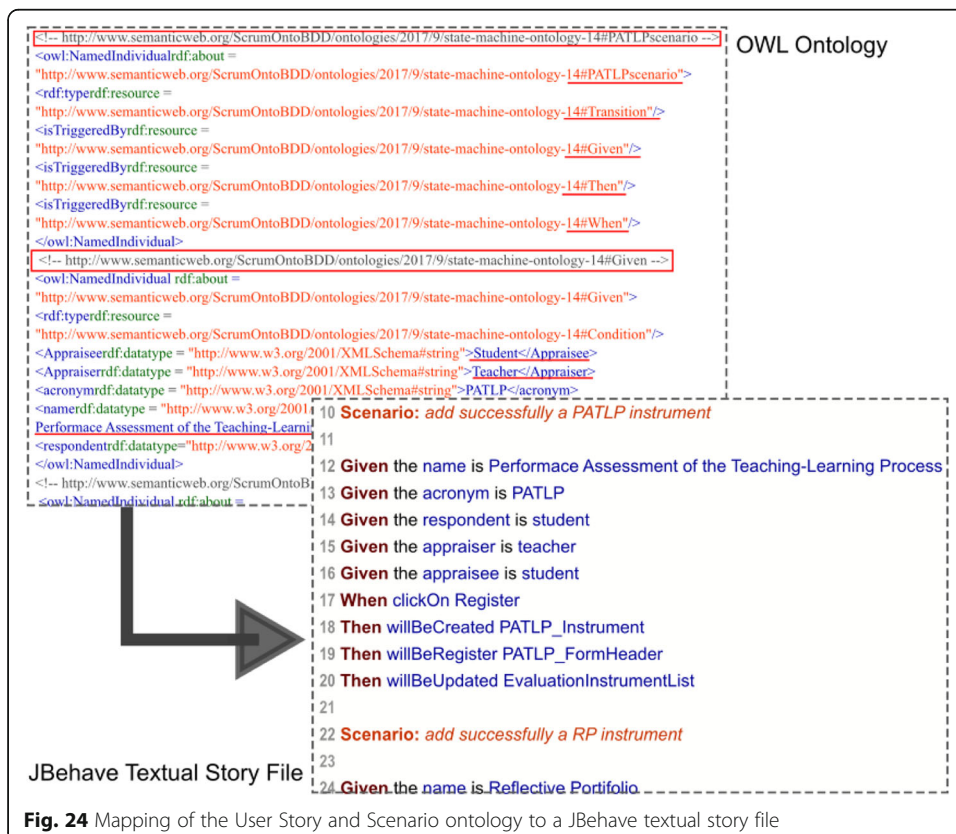 <!-- http://www.semanticweb.org/ScrumOntoBDD/ontologies/2017/9/state-machine-ontology-14#PATLPscenario -->
OWL Ontology
<owl:NamedIndividualrdf:about =
"http://www.semanticweb.org/ScrumOntoBDD/ontologies/2017/9/state-machine-ontology-14#PATLPscenario">
<rdf:typerdf:resource =
"http://www.semanticweb.org/ScrumOntoBDD/ontologies/2017/9/state-machine-ontology-14#Transition"/>
<isTriggeredByrdf:resource =
"http://www.semanticweb.org/ScrumOntoBDD/ontologies/2017/9/state-machine-ontology-14#Given"/>
<isTriggeredByrdf:resource =
"http://www.semanticweb.org/ScrumOntoBDD/ontologies/2017/9/state-machine-ontology-14#Then"/>
<isTriggeredByrdf:resource =
"http://www.semanticweb.org/ScrumOntoBDD/ontologies/2017/9/state-machine-ontology-14#When"/>
</owl:NamedIndividual>
<!-- http://www.semanticweb.org/ScrumOntoBDD/ontologies/2017/9/state-machine-ontology-14#Given -->
<owl:NamedIndividual rdf:about =
"http://www.semanticweb.org/ScrumOntoBDD/ontologies/2017/9/state-machine-ontology-14#Given">
<rdf:typerdf:resource =
"http://www.semanticweb.org/ScrumOntoBDD/ontologies/2017/9/state-machine-ontology-14#Condition"/>
<Appraiseerdf:datatype = "http://www.w3.org/2001/XMLSchema#string">Student</Appraisee>
<Appraiserrdf:datatype = "http://www.w3.org/2001/XMLSchema#string">Teacher</Appraiser>
<acronymrdf:datatype = "http://www.w3.org/2001/XMLSchema#string">PATLP</acronym>
<namerdf:datatype = "http://www.w3.org/2001/
Performace Assessment of the Teaching-Learni
<respondentrdf:datatype="http://www.w3.org/2
</owl:NamedIndividual>
<!-- http://www.semanticweb.org/ScrumOntoB
<owl:NamedIndividual rdf:about =
10 Scenario: add successfully a PATLP instrument
11
12 Given the name is Performace Assessment of the Teaching-Learning Process
13 Given the acronym is PATLP
14 Given the respondent is student
15 Given the appraiser is teacher
16 Given the appraisee is student
17 When clickOn Register
18 Then willBeCreated PATLP_Instrument
19 Then willBeRegister PATLP_FormHeader
20 Then willBeUpdated EvaluationInstrumentList
21
22 Scenario: add successfully a RP instrument
23
24 Given the name is Reflective Portifolio
JBehave Textual Story File
Fig. 24 Mapping of the User Story and Scenario ontology to a JBehave textual story file